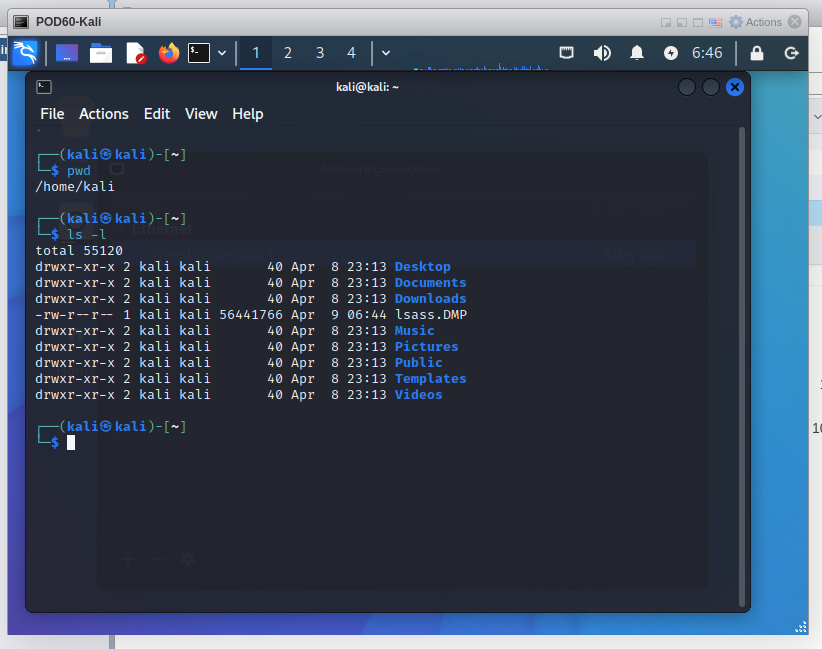 POD60-Kali
Actions
1 2 3 4
6:46
kali@kali: ~
File Actions Edit View Help
Network Connections
┌──(kali㉿kali)-[~]
└─$ pwd
/home/kali
Ethernet
┌──(kali㉿kali)-[~]
└─$ ls -l
total 55120
drwxr-xr-x 2 kali kali 40 Apr 8 23:13 Desktop
drwxr-xr-x 2 kali kali 40 Apr 8 23:13 Documents
drwxr-xr-x 2 kali kali 40 Apr 8 23:13 Downloads
-rw-r--r-- 1 kali kali 56441766 Apr 9 06:44 lsass.DMP
drwxr-xr-x 2 kali kali 40 Apr 8 23:13 Music
drwxr-xr-x 2 kali kali 40 Apr 8 23:13 Pictures
drwxr-xr-x 2 kali kali 40 Apr 8 23:13 Public
drwxr-xr-x 2 kali kali 40 Apr 8 23:13 Templates
drwxr-xr-x 2 kali kali 40 Apr 8 23:13 Videos
┌──(kali㉿kali)-[~]
└─$